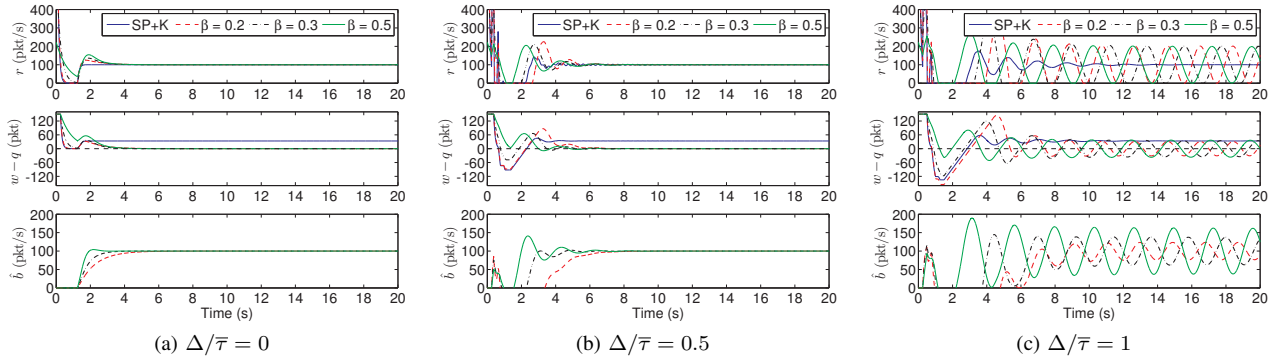 SP+K β = 0.2 β = 0.3 β = 0.5
r (pkt/s)
400
300
200
100
0
0 2 4 6 8 10 12 14 16 18 20
w − q (pkt)
120
60
0
-60
-120
0 2 4 6 8 10 12 14 16 18 20
b̂ (pkt/s)
200
150
100
50
0
0 2 4 6 8 10 12 14 16 18 20
Time (s)
(a) Δ/τ̄ = 0
SP+K β = 0.2 β = 0.3 β = 0.5
r (pkt/s)
400
300
200
100
0
0 2 4 6 8 10 12 14 16 18 20
w − q (pkt)
120
60
0
-60
-120
0 2 4 6 8 10 12 14 16 18 20
b̂ (pkt/s)
200
150
100
50
0
0 2 4 6 8 10 12 14 16 18 20
Time (s)
(b) Δ/τ̄ = 0.5
SP+K β = 0.2 β = 0.3 β = 0.5
r (pkt/s)
400
300
200
100
0
0 2 4 6 8 10 12 14 16 18 20
w − q (pkt)
120
60
0
-60
-120
0 2 4 6 8 10 12 14 16 18 20
b̂ (pkt/s)
200
150
100
50
0
0 2 4 6 8 10 12 14 16 18 20
Time (s)
(c) Δ/τ̄ = 1